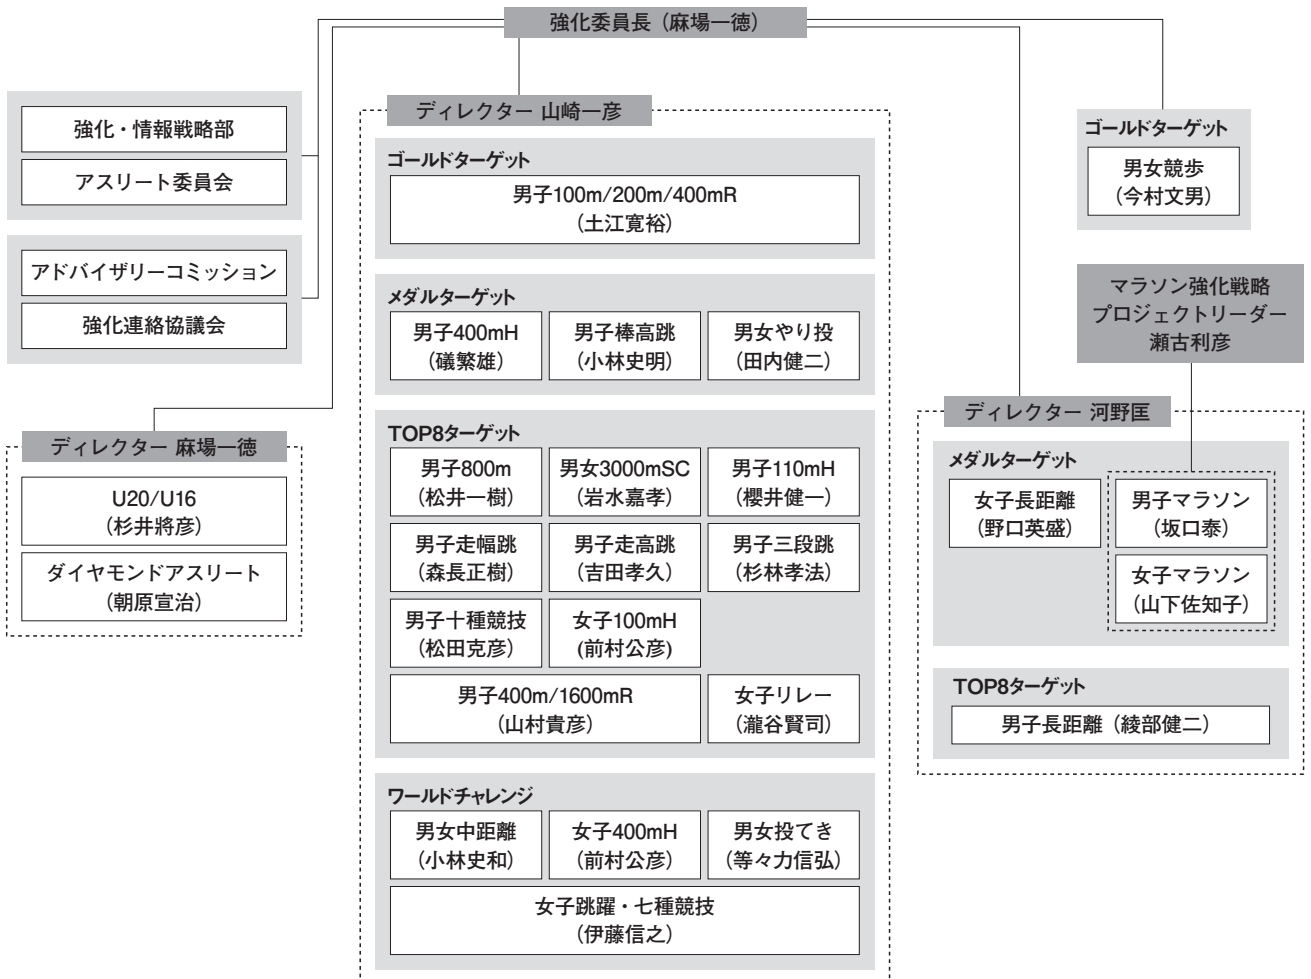 強化委員長（麻場一徳）
強化・情報戦略部
アスリート委員会
アドバイザリーコミッション
強化連絡協議会
ディレクター 麻場一徳
U20/U16
（杉井將彦）
ダイヤモンドアスリート
（朝原宣治）
ディレクター 山崎一彦
ゴールドターゲット
男子100m/200m/400mR
（土江寛裕）
メダルターゲット
男子400mH
（礒繁雄）
男子棒高跳
（小林史明）
男女やり投
（田内健二）
TOP8ターゲット
男子800m
（松井一樹）
男女3000mSC
（岩水嘉孝）
男子110mH
（櫻井健一）
男子走幅跳
（森長正樹）
男子走高跳
（吉田孝久）
男子三段跳
（杉林孝法）
男子十種競技
（松田克彦）
女子100mH
(前村公彦）
男子400m/1600mR
（山村貴彦）
女子リレー
（瀧谷賢司）
ワールドチャレンジ
男女中距離
（小林史和）
女子400mH
（前村公彦）
男女投てき
（等々力信弘）
女子跳躍・七種競技
（伊藤信之）
ゴールドターゲット
男女競歩
（今村文男）
マラソン強化戦略
プロジェクトリーダー
瀬古利彦
ディレクター 河野匡
メダルターゲット
女子長距離
（野口英盛）
男子マラソン
（坂口泰）
女子マラソン
（山下佐知子）
TOP8ターゲット
男子長距離（綾部健二）